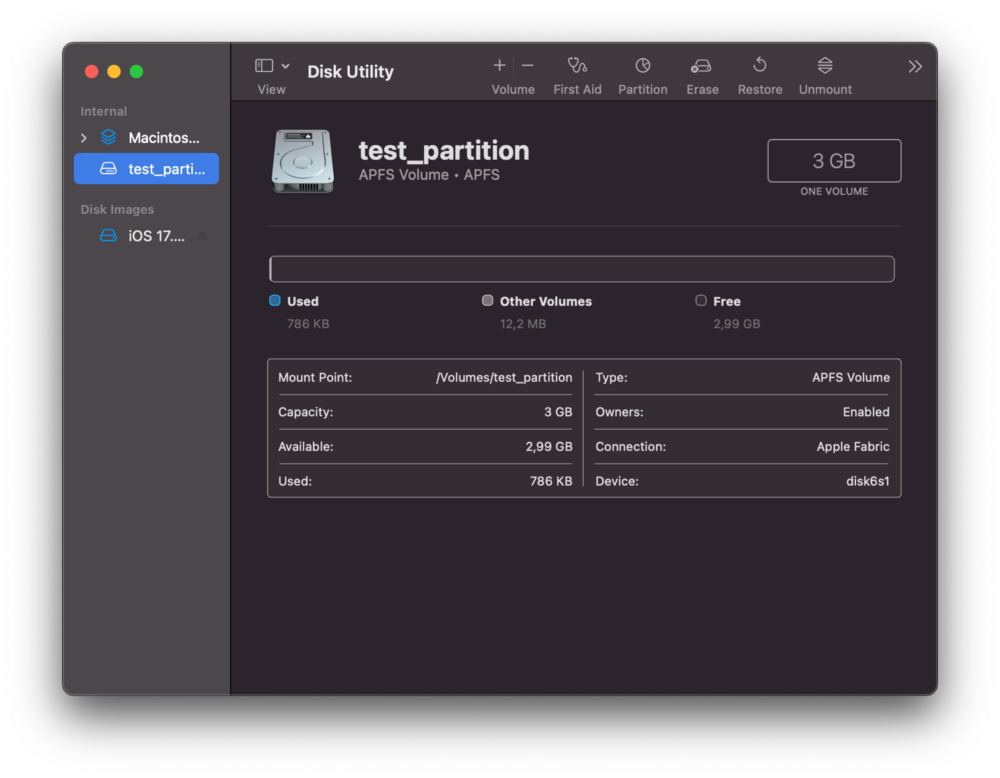 Disk Utility
View
Volume
First Aid
Partition
Erase
Restore
Unmount
Internal
Macintos...
test_parti...
Disk Images
iOS 17....
test_partition
APFS Volume • APFS
3 GB
ONE VOLUME
Used
786 KB
Other Volumes
12,2 MB
Free
2,99 GB
Mount Point: /Volumes/test_partition
Capacity: 3 GB
Available: 2,99 GB
Used: 786 KB
Type: APFS Volume
Owners: Enabled
Connection: Apple Fabric
Device: disk6s1